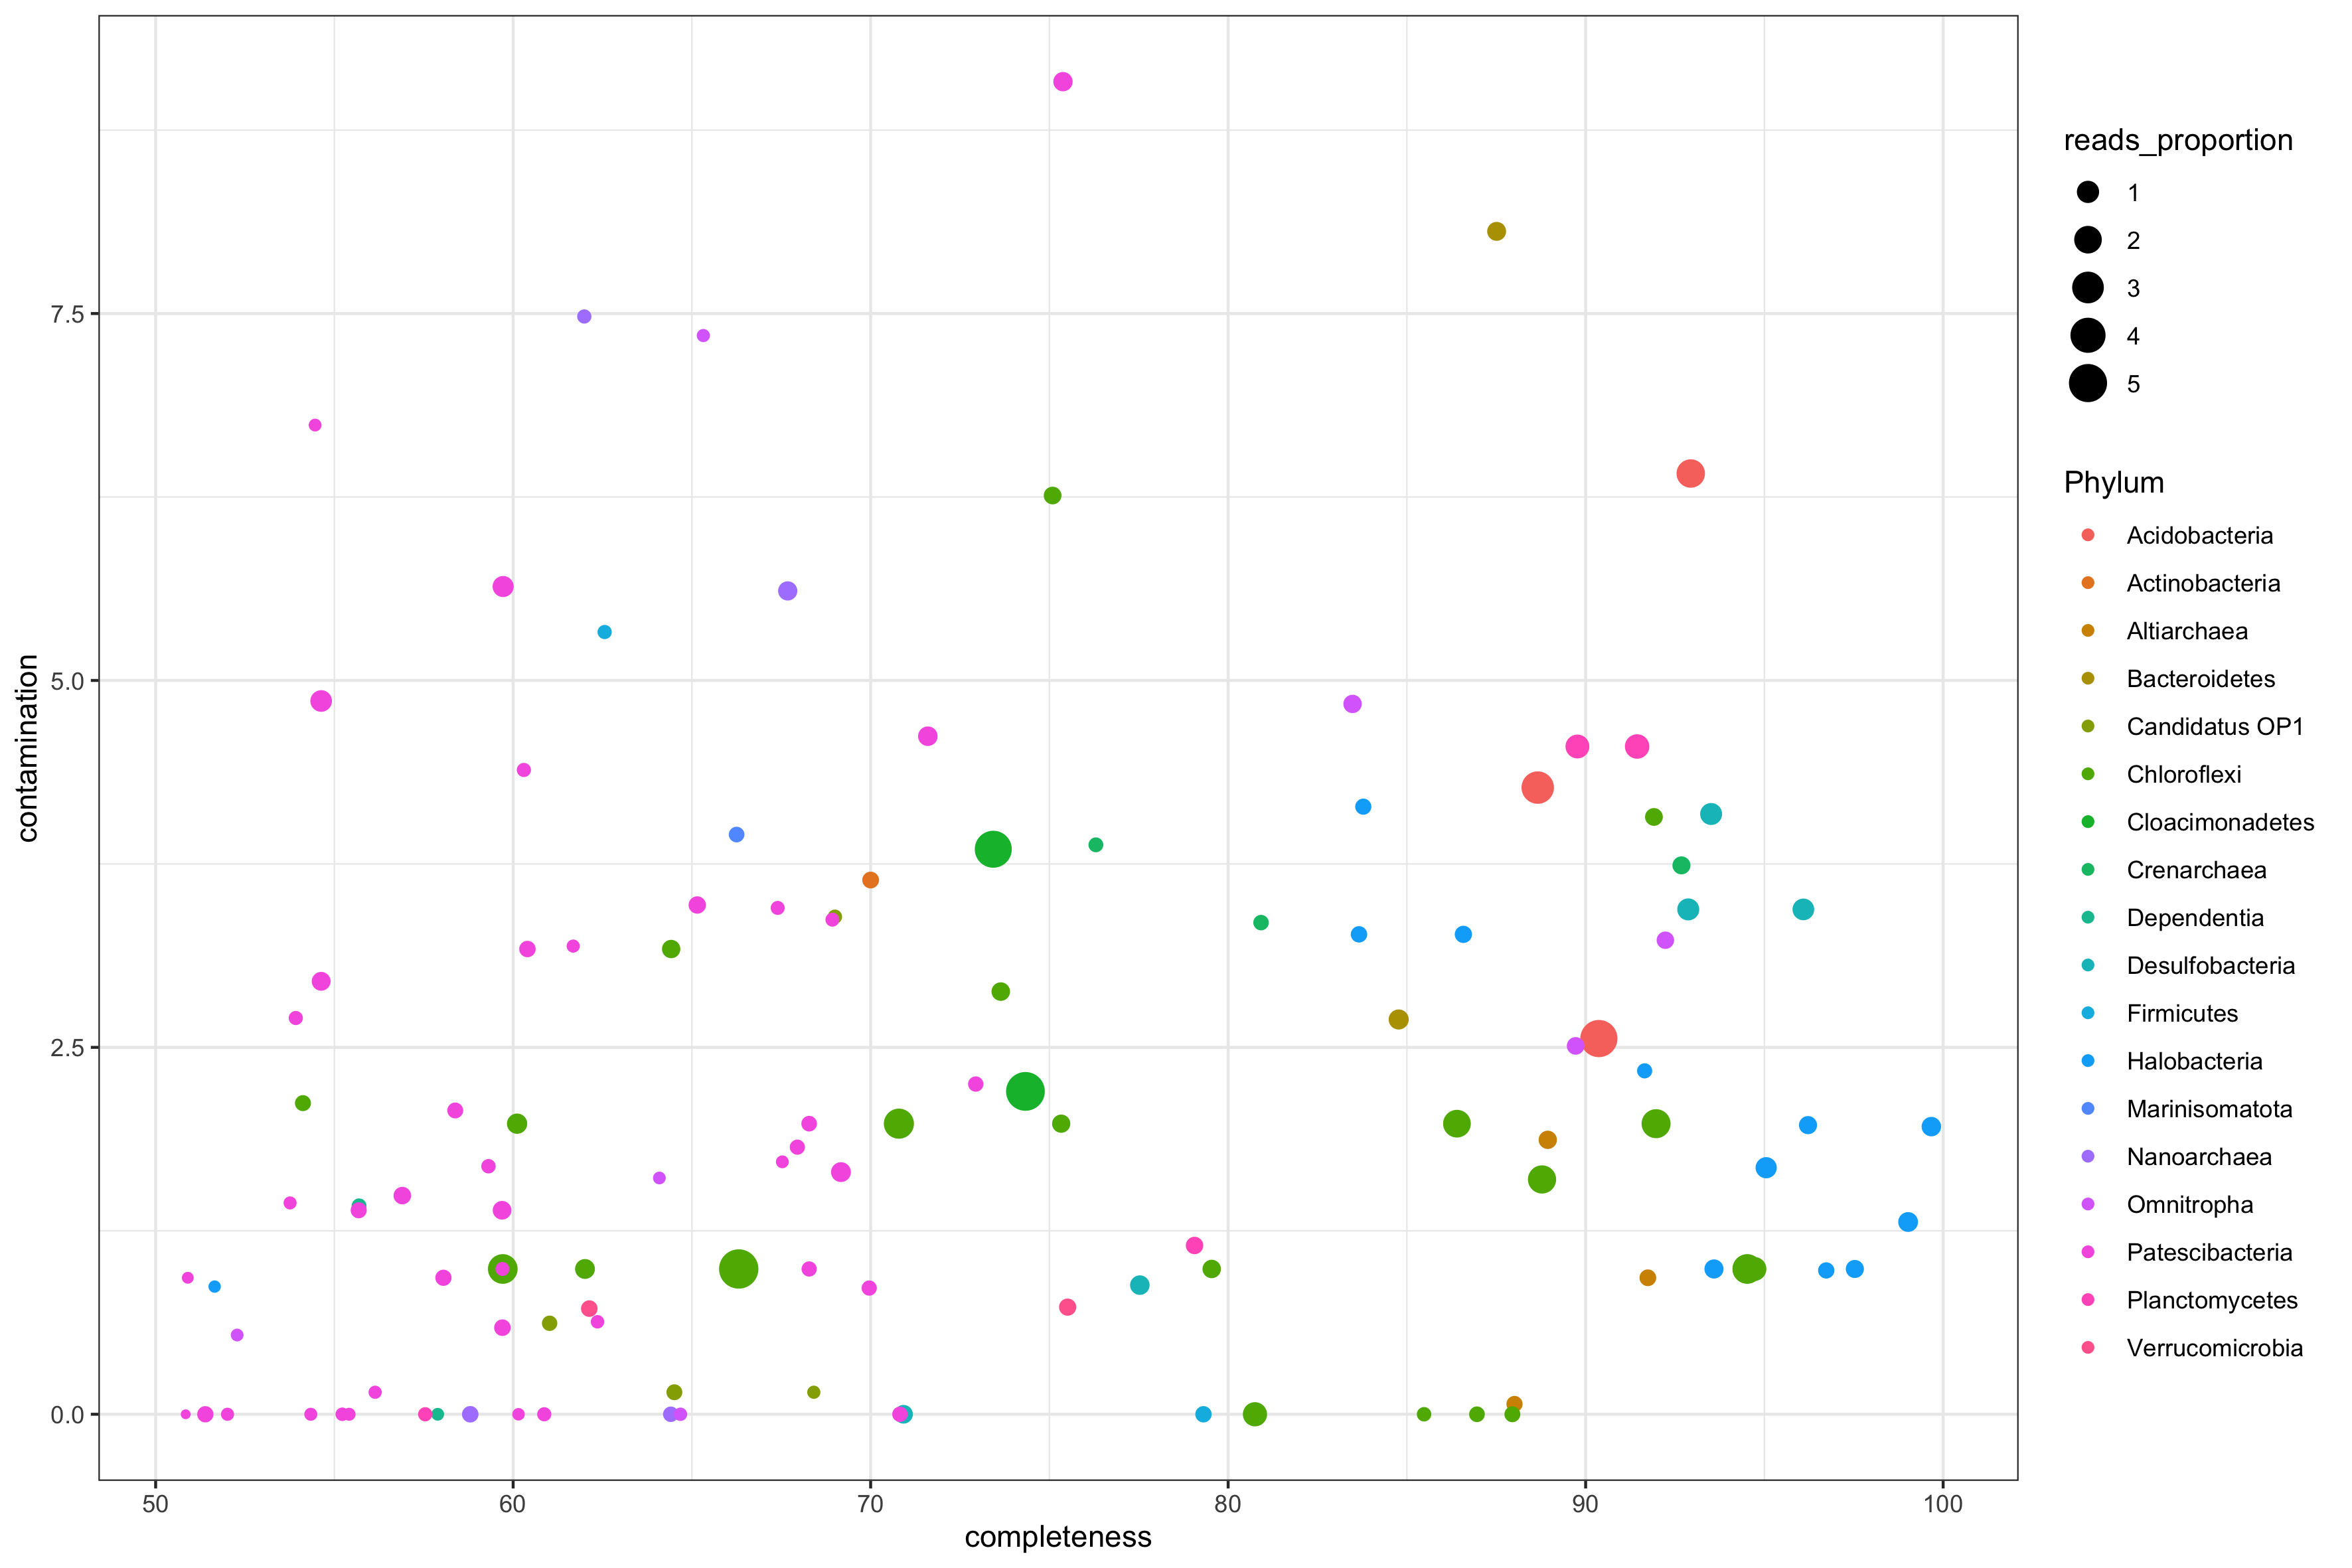 contamination
7.5
5.0
2.5
0.0
50 60 70 80 90 100
completeness
reads_proportion
1
2
3
4
5
Phylum
Acidobacteria
Actinobacteria
Altiarchaea
Bacteroidetes
Candidatus OP1
Chloroflexi
Cloacimonadetes
Crenarchaea
Dependentia
Desulfobacteria
Firmicutes
Halobacteria
Marinisomatota
Nanoarchaea
Omnitropha
Patescibacteria
Planctomycetes
Verrucomicrobia